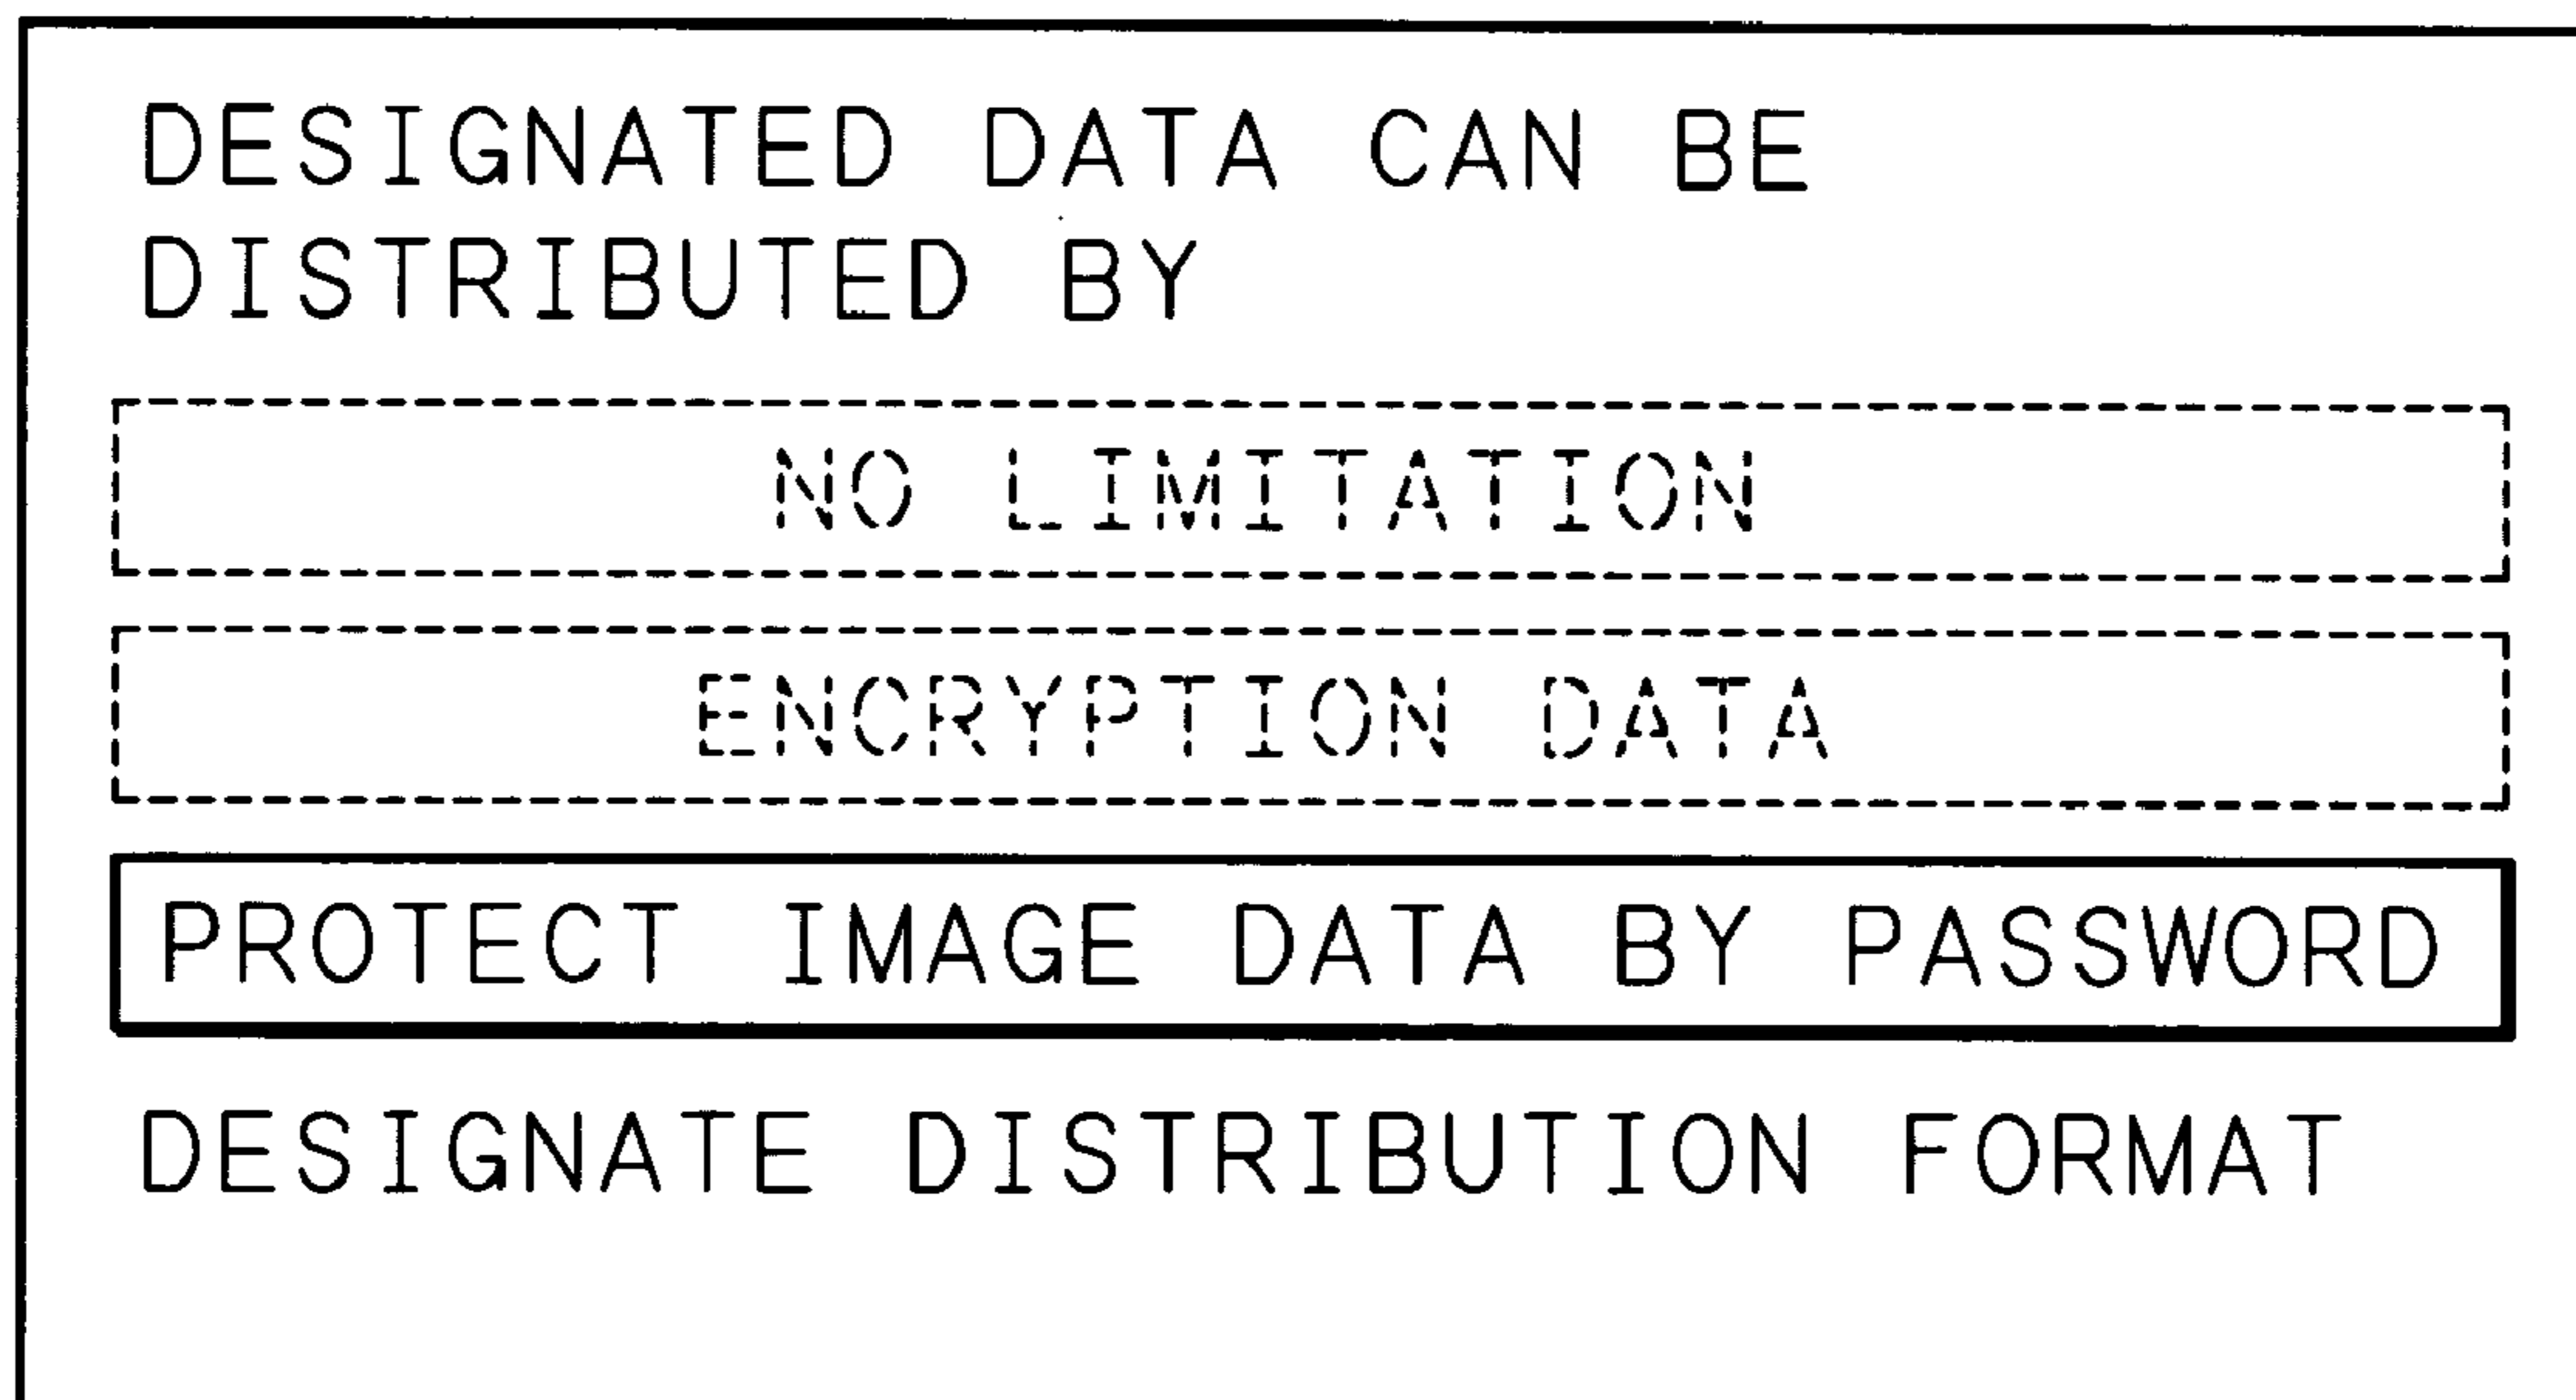 DESIGNATED DATA CAN BE
DISTRIBUTED BY
NO LIMITATION
ENCRYPTION DATA
PROTECT IMAGE DATA BY PASSWORD
DESIGNATE DISTRIBUTION FORMAT